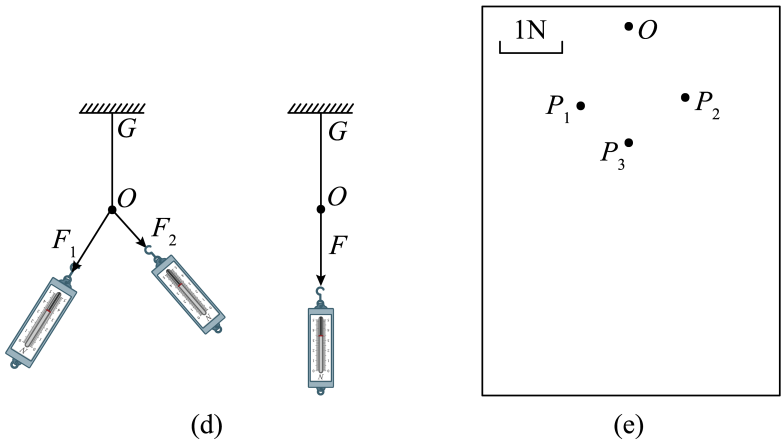 G
O
F₁
F₂
N
(d)
G
O
F
N
1N
O
P₁
P₂
P₃
(e)